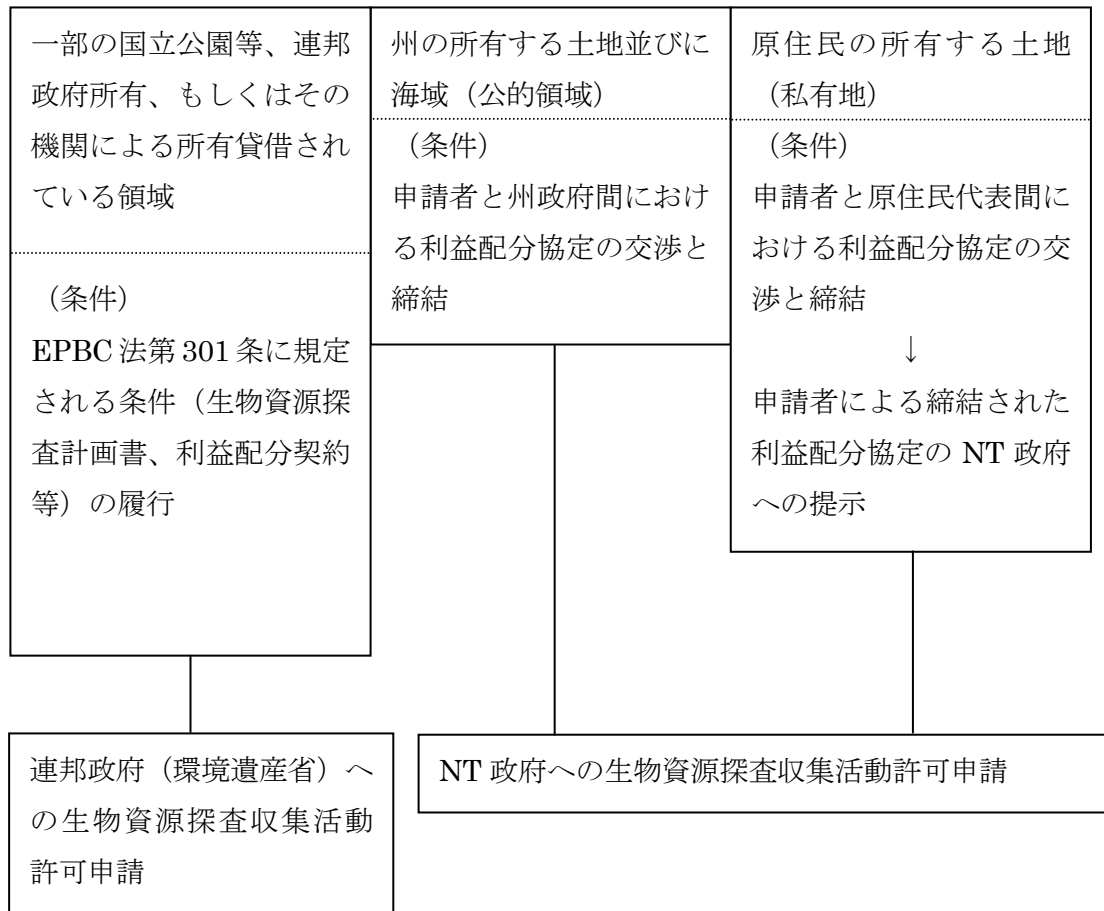 一部の国立公園等、連邦
政府所有、もしくはその
機関による所有貸借され
ている領域
（条件）
EPBC 法第 301 条に規定
される条件（生物資源探
査計画書、利益配分契約
等）の履行
州の所有する土地並びに
海域（公的領域）
（条件）
申請者と州政府間におけ
る利益配分協定の交渉と
締結
原住民の所有する土地
（私有地）
（条件）
申請者と原住民代表間に
おける利益配分協定の交
渉と締結
↓
申請者による締結された
利益配分協定の NT 政府
への提示
連邦政府（環境遺産省）へ
の生物資源探査収集活動
許可申請
NT 政府への生物資源探査収集活動許可申請